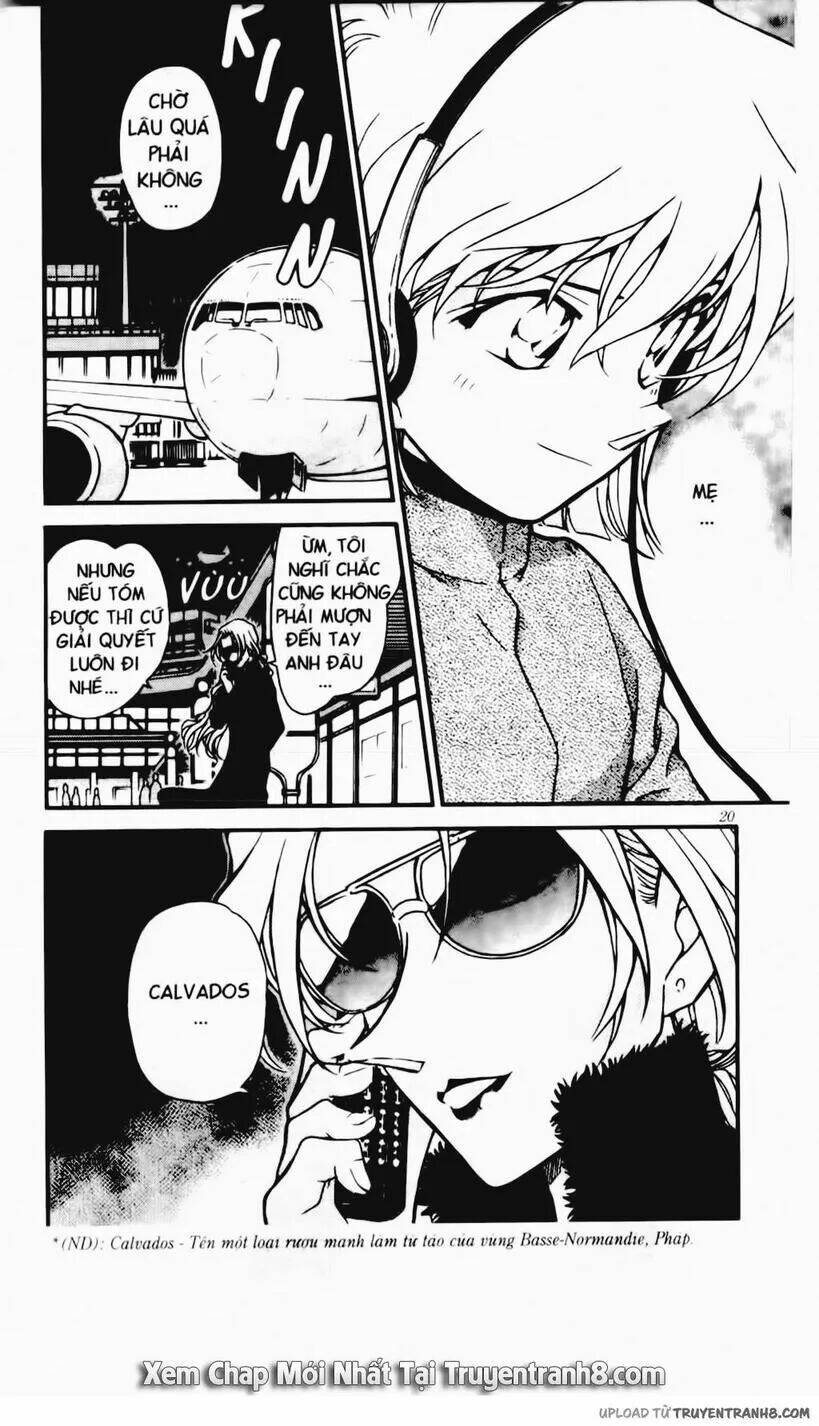 MẸ
...
KIINN
CHỜ
LÂU QUÁ
PHẢI
KHÔNG
...
ỪM, TÔI
NGHĨ CHẮC
CŨNG KHÔNG
PHẢI MƯỢN
ĐẾN TAY
ANH ĐÂU
...
VÙÙ
NHƯNG
NẾU TÓM
ĐƯỢC THÌ CỨ
GIẢI QUYẾT
LUÔN ĐI
NHÉ...
20
CALVADOS
...
*(ND): Calvados - Tên một loại rượu mạnh làm từ táo của vùng Basse-Normandie, Pháp.
Xem Chap Mới Nhất Tại Truyentranh8.com
UPLOAD TỪ TRUYENTRANH8.COM